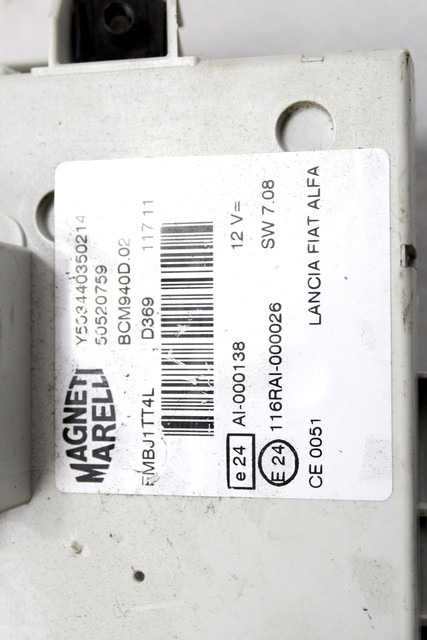 MAGNETI
MARELLI
Y503440350214
50520759
BCM940D.02
FMBJ1TT4L D369 117 11
e 24 AI-000138 12 V=
E 24 116RAI-000026 SW 7.08
CE 0051 LANCIA FIAT ALFA